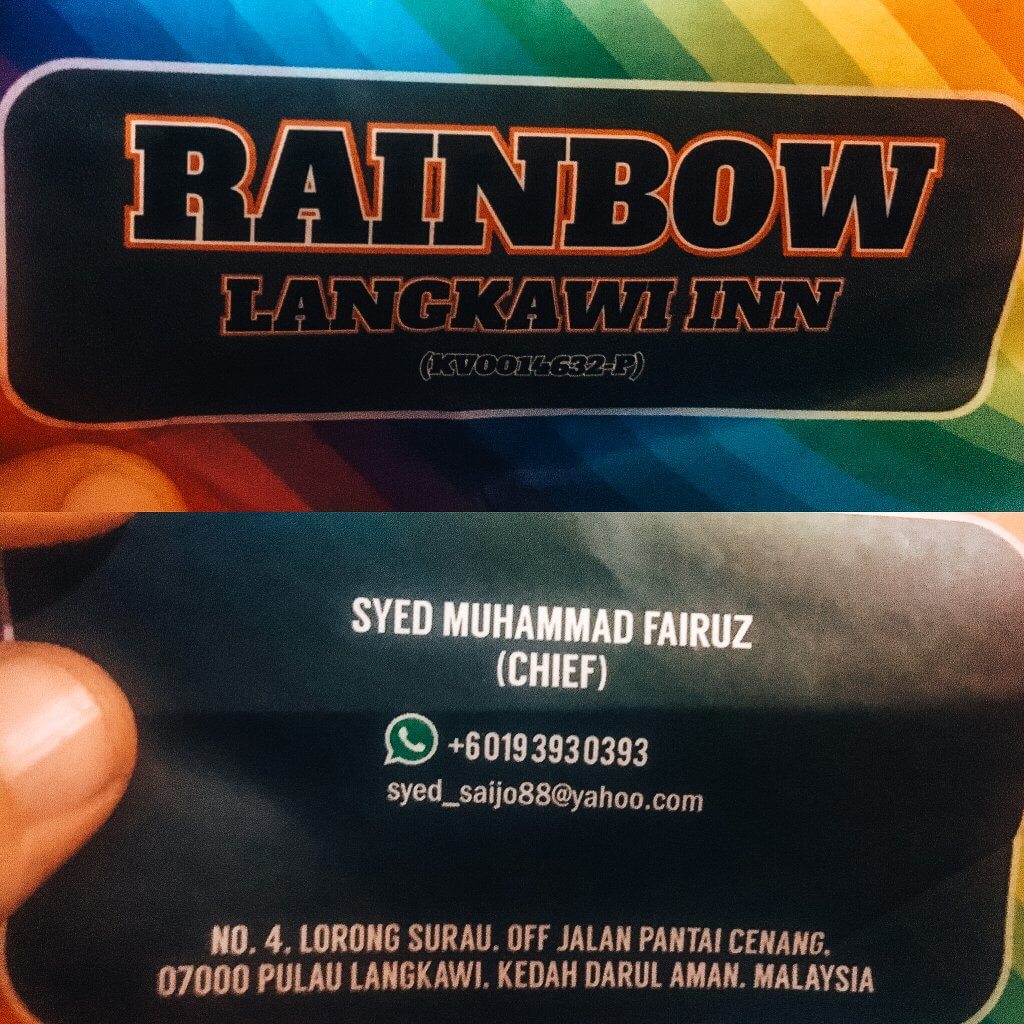 RAINBOW
LANGKAWI INN
(KV0014632-P)
SYED MUHAMMAD FAIRUZ
(CHIEF)
+60193930393
syed_saijo88@yahoo.com
NO. 4. LORONG SURAU. OFF JALAN PANTAI CENANG.
07000 PULAU LANGKAWI. KEDAH DARUL AMAN. MALAYSIA